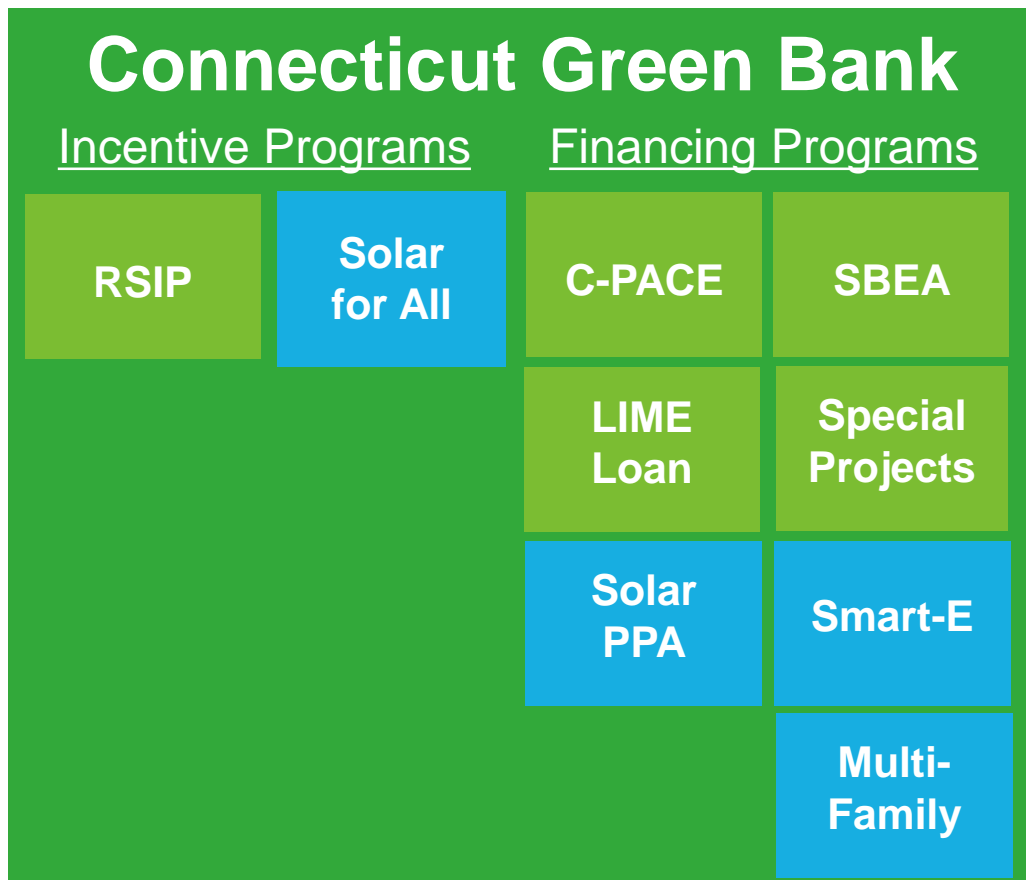 Connecticut Green Bank
Incentive Programs
Financing Programs
RSIP
Solar
for All
C-PACE
SBEA
LIME
Loan
Special
Projects
Solar
PPA
Smart-E
Multi-
Family